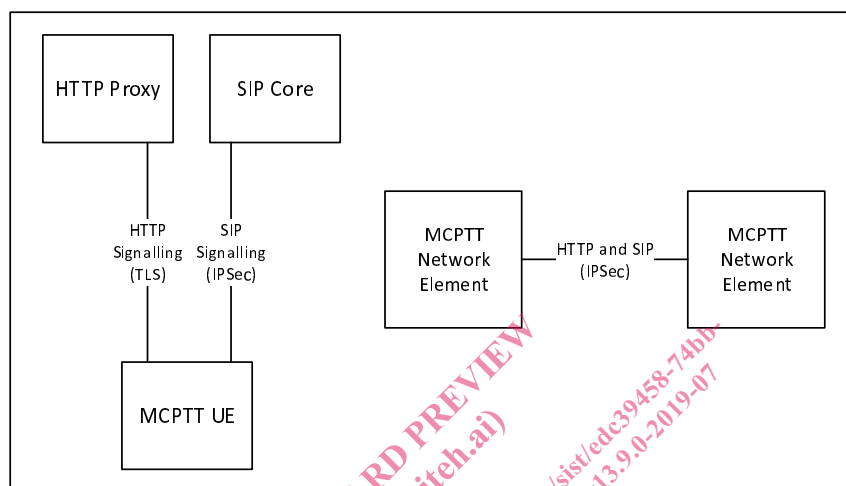 HTTP Proxy
SIP Core
HTTP
Signalling
(TLS)
SIP
Signalling
(IPSec)
MCPTT UE
MCPTT
Network
Element
HTTP and SIP
(IPSec)
MCPTT
Network
Element
RD PREVIEW
iteh.ai)
/sist/edc39458-74bb-
13.9.0-2019-07